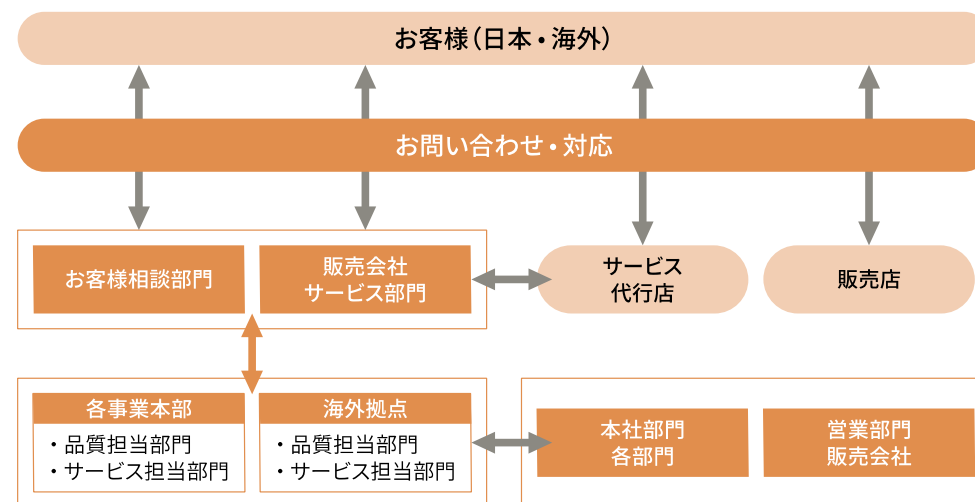 お客様(日本・海外)
お問い合わせ・対応
お客様相談部門
販売会社
サービス部門
サービス
代行店
販売店
各事業本部
・品質担当部門
・サービス担当部門
海外拠点
・品質担当部門
・サービス担当部門
本社部門
各部門
営業部門
販売会社